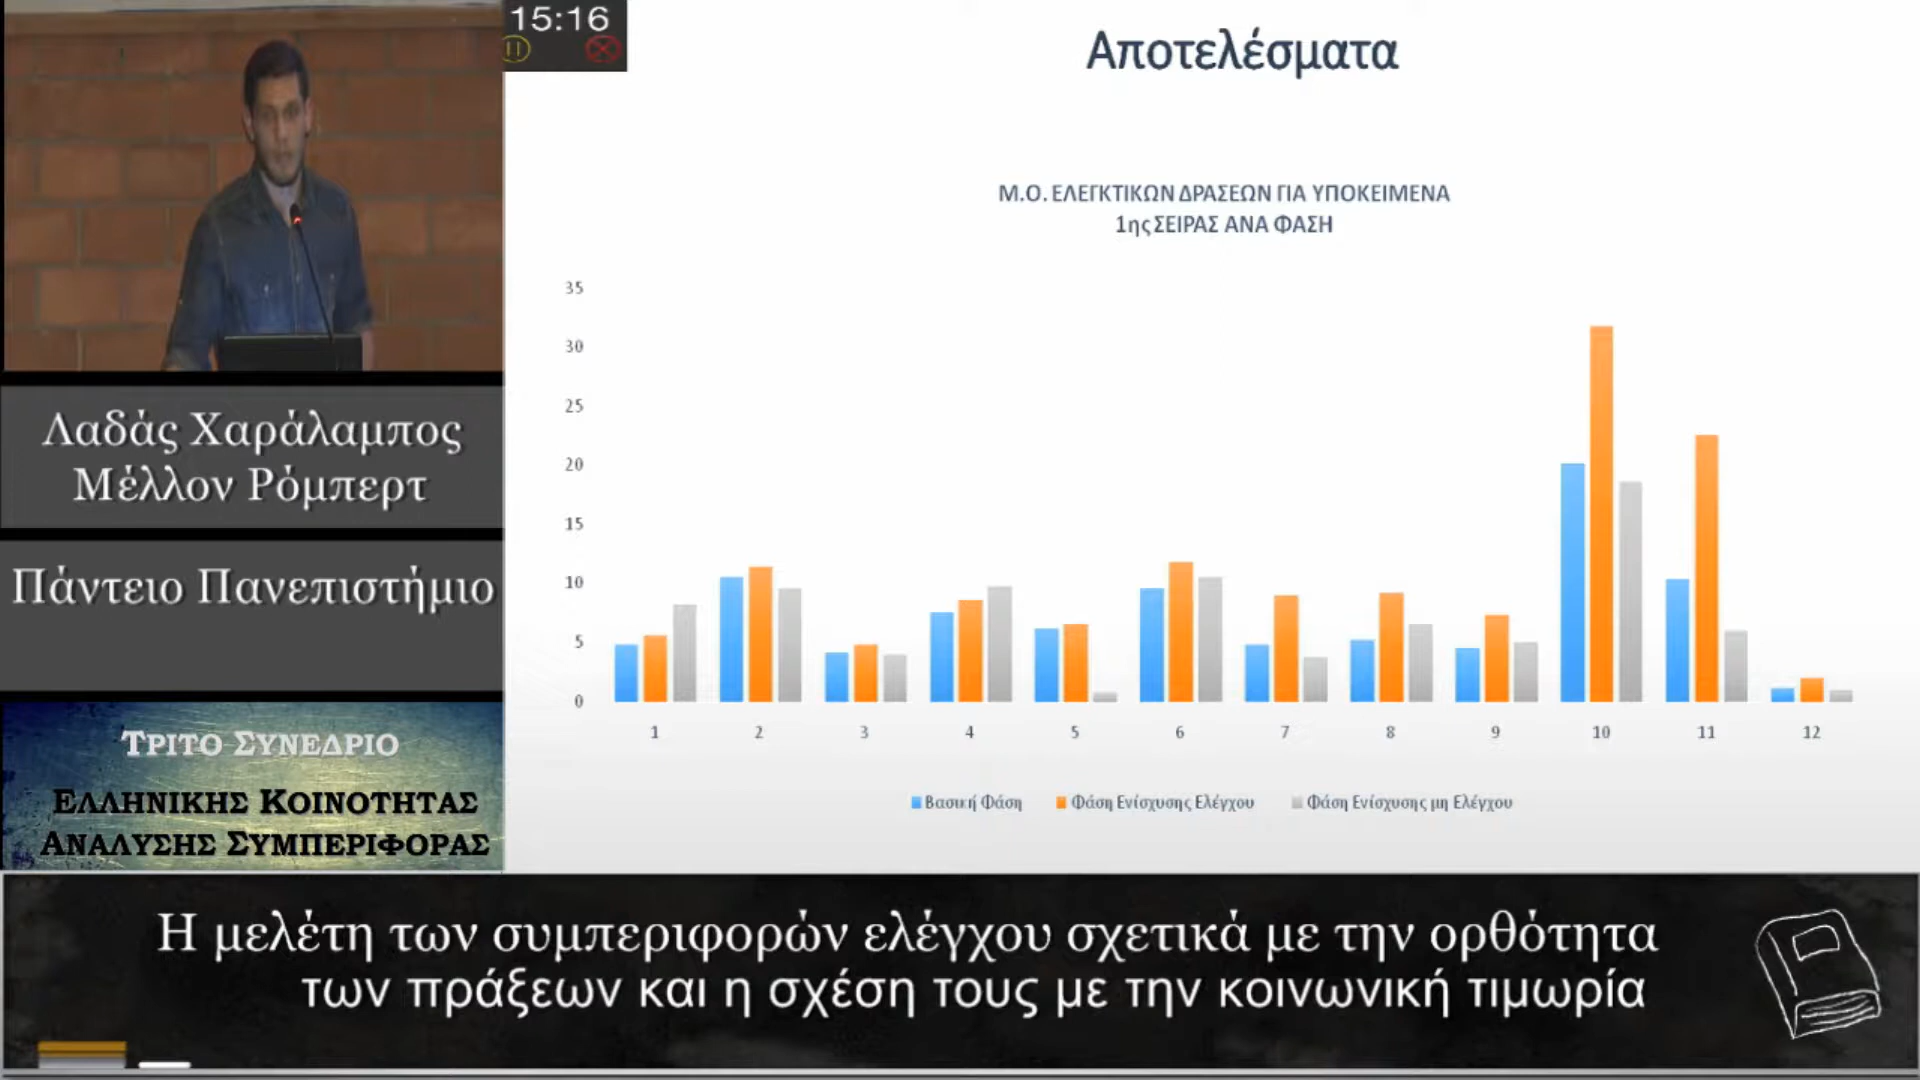 15:16
Αποτελέσματα
Μ.Ο. ΕΛΕΓΚΤΙΚΩΝ ΔΡΑΣΕΩΝ ΓΙΑ ΥΠΟΚΕΙΜΕΝΑ
1ης ΣΕΙΡΑΣ ΑΝΑ ΦΑΣΗ
35
30
25
20
15
10
5
0
1 2 3 4 5 6 7 8 9 10 11 12
Βασική Φάση Φάση Ενίσχυσης Ελέγχου Φάση Ενίσχυσης μη Ελέγχου
Λαδάς Χαράλαμπος
Μέλλον Ρόμπερτ
Πάντειο Πανεπιστήμιο
ΤΡΙΤΟ ΣΥΝΕΔΡΙΟ
ΕΛΛΗΝΙΚΗΣ ΚΟΙΝΟΤΗΤΑΣ
ΑΝΑΛΥΣΗΣ ΣΥΜΠΕΡΙΦΟΡΑΣ
Η μελέτη των συμπεριφορών ελέγχου σχετικά με την ορθότητα
των πράξεων και η σχέση τους με την κοινωνική τιμωρία